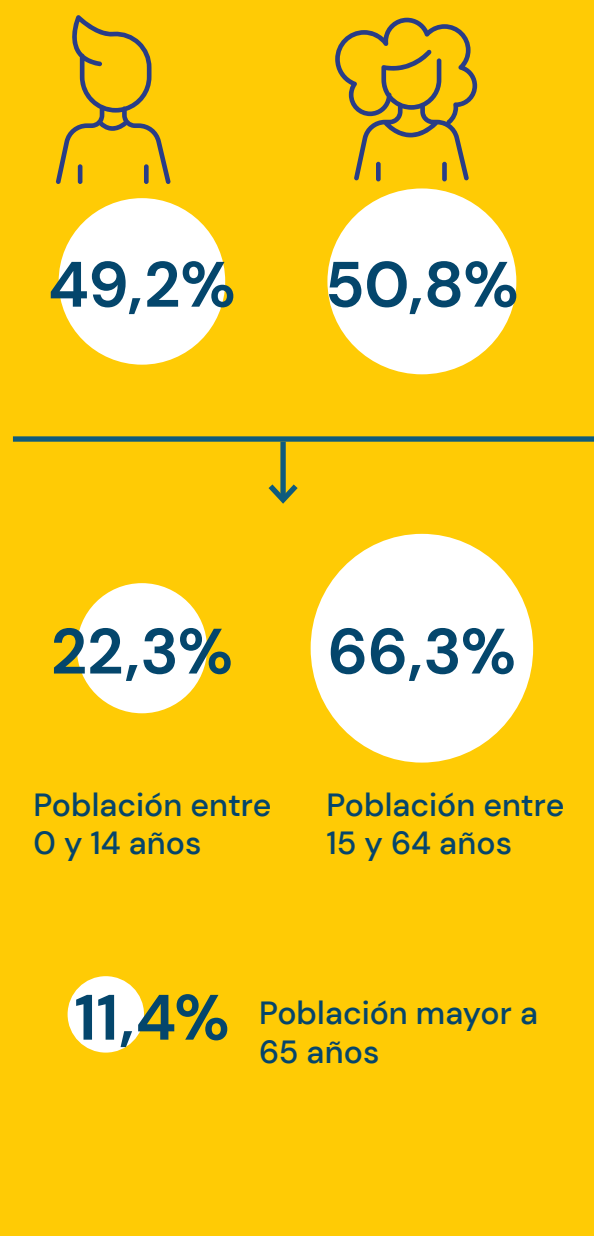 49,2%
50,8%
22,3%
66,3%
Población entre
0 y 14 años
Población entre
15 y 64 años
11,4%
Población mayor a
65 años